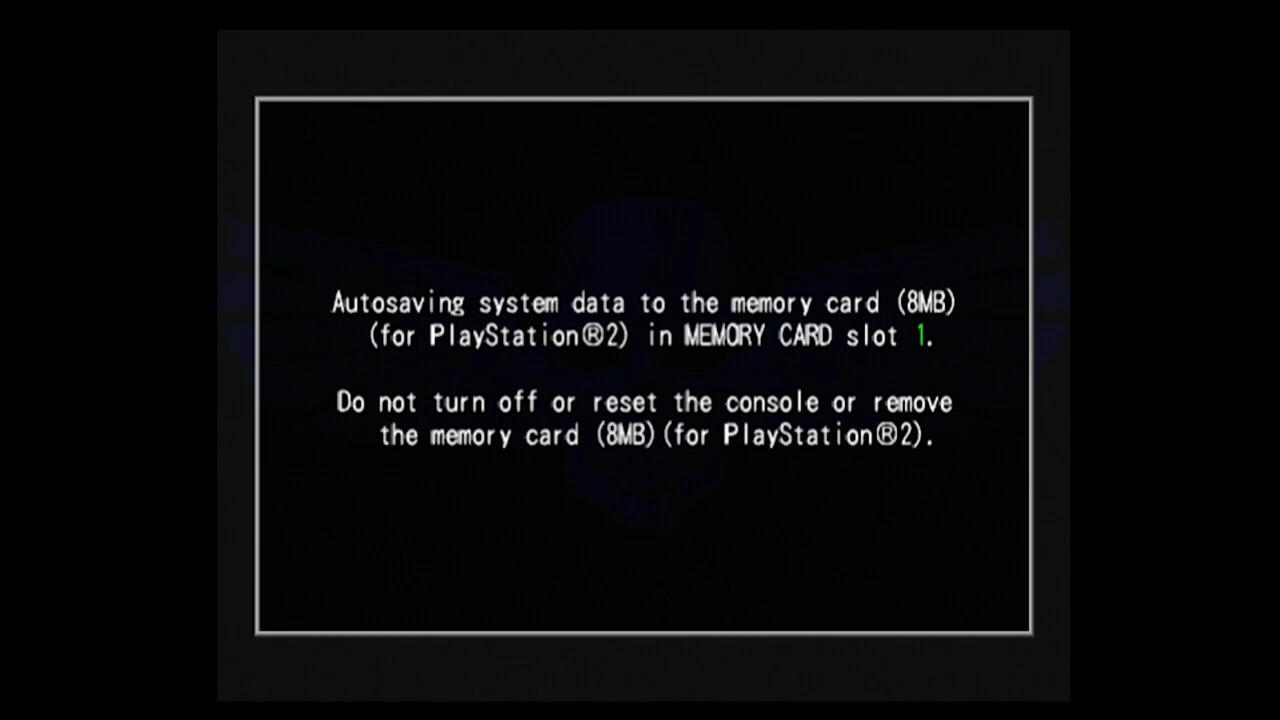 Autosaving system data to the memory card (8MB)
(for PlayStation®2) in MEMORY CARD slot 1.
Do not turn off or reset the console or remove
the memory card (8MB)(for PlayStation®2).